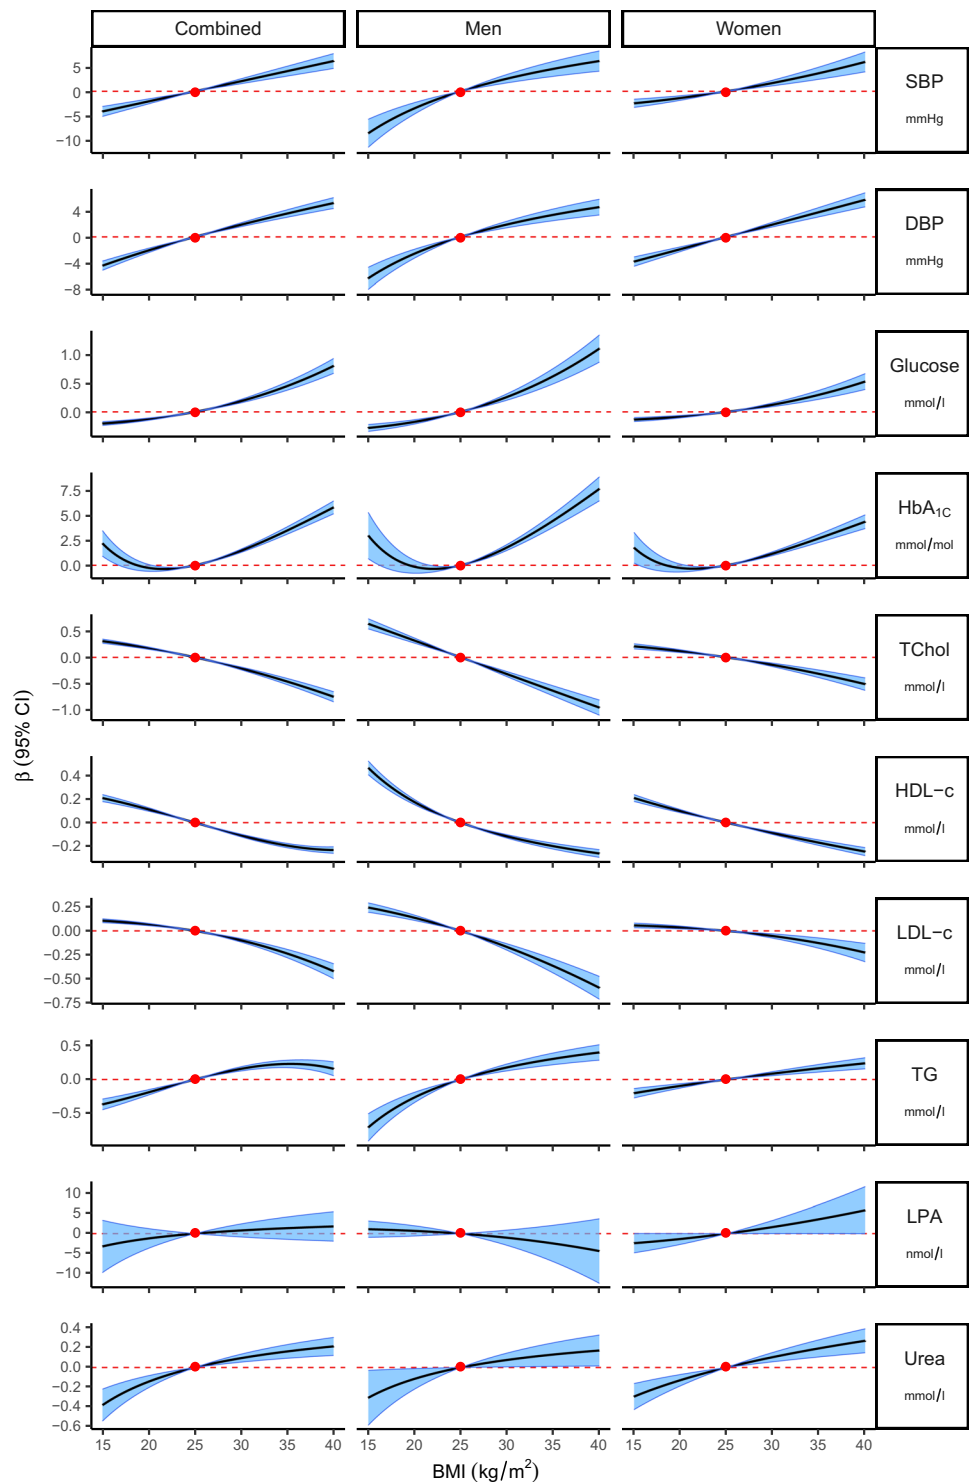 Combined Men Women
5
0
−5
−10
SBP
mmHg
4
0
−4
−8
DBP
mmHg
1.0
0.5
0.0
Glucose
mmol/l
7.5
5.0
2.5
0.0
HbA1C
mmol/mol
0.5
0.0
−0.5
−1.0
TChol
mmol/l
β (95% CI)
0.4
0.2
0.0
−0.2
HDL−c
mmol/l
0.25
0.00
−0.25
−0.50
−0.75
LDL−c
mmol/l
0.5
0.0
−0.5
TG
mmol/l
10
5
0
−5
−10
LPA
nmol/l
0.4
0.2
0.0
−0.2
−0.4
−0.6
Urea
mmol/l
15 20 25 30 35 40 15 20 25 30 35 40 15 20 25 30 35 40
BMI (kg/m²)